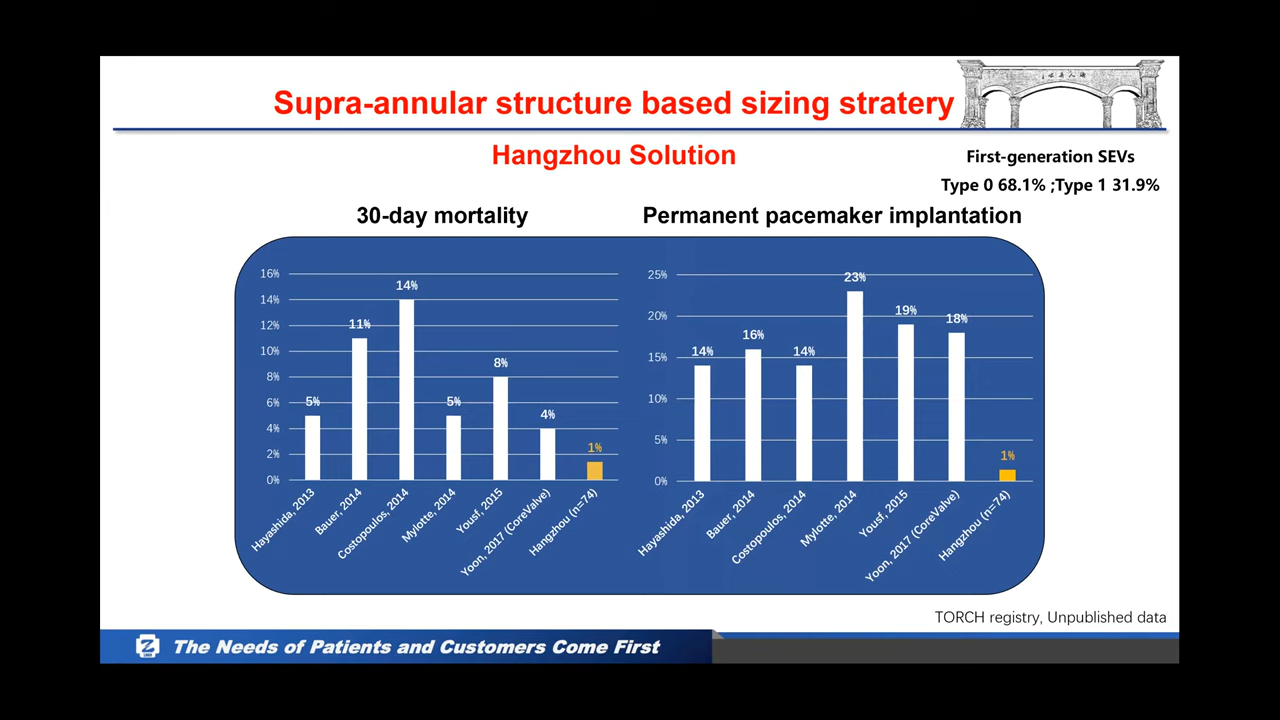 Supra-annular structure based sizing stratery
Hangzhou Solution
First-generation SEVs
Type 0 68.1% ;Type 1 31.9%
30-day mortality
Permanent pacemaker implantation
16%
14%
12%
10%
8%
6%
4%
2%
0%
5%
11%
14%
5%
8%
4%
1%
Hayashida, 2013
Bauer, 2014
Costopoulos, 2014
Mylotte, 2014
Yousf, 2015
Yoon, 2017 (CoreValve)
Hangzhou (n=74)
25%
20%
15%
10%
5%
0%
14%
16%
14%
23%
19%
18%
1%
Hayashida, 2013
Bauer, 2014
Costopoulos, 2014
Mylotte, 2014
Yousf, 2015
Yoon, 2017 (CoreValve)
Hangzhou (n=74)
TORCH registry, Unpublished data
The Needs of Patients and Customers Come First